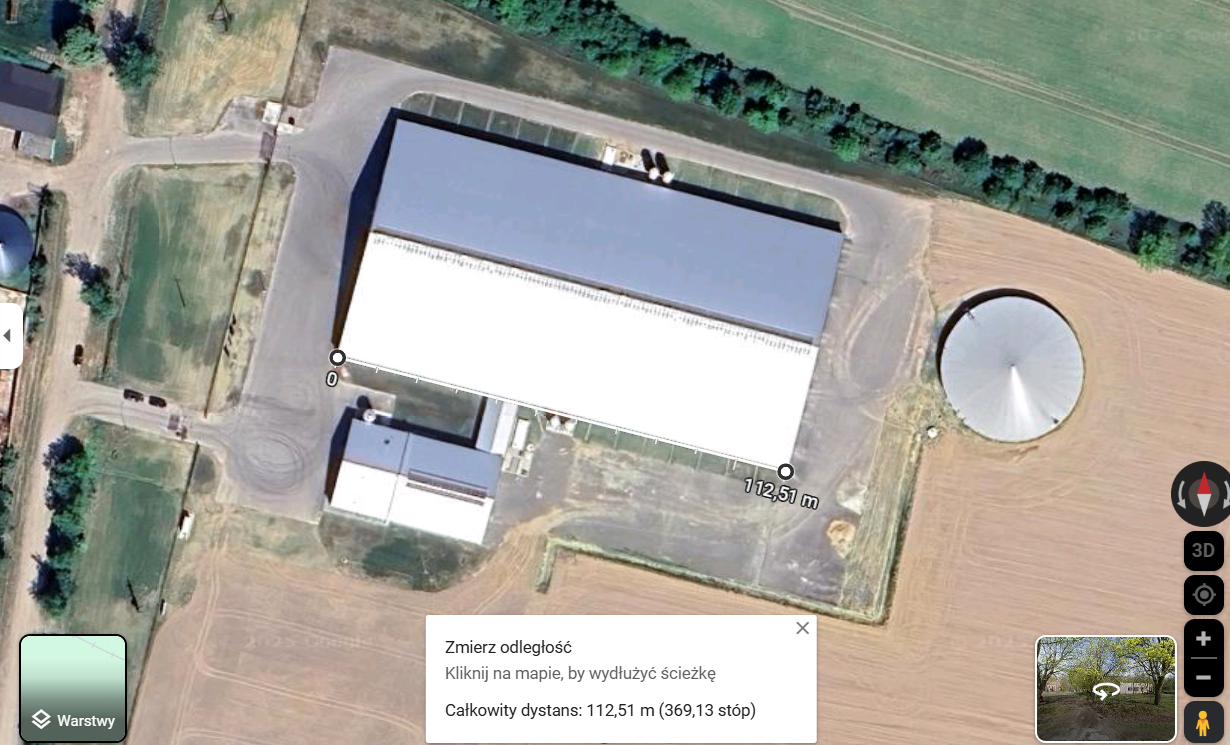 0
112,51 m
3D
Zmierz odległość
Kliknij na mapie, by wydłużyć ścieżkę
Całkowity dystans: 112,51 m (369,13 stóp)
Warstwy